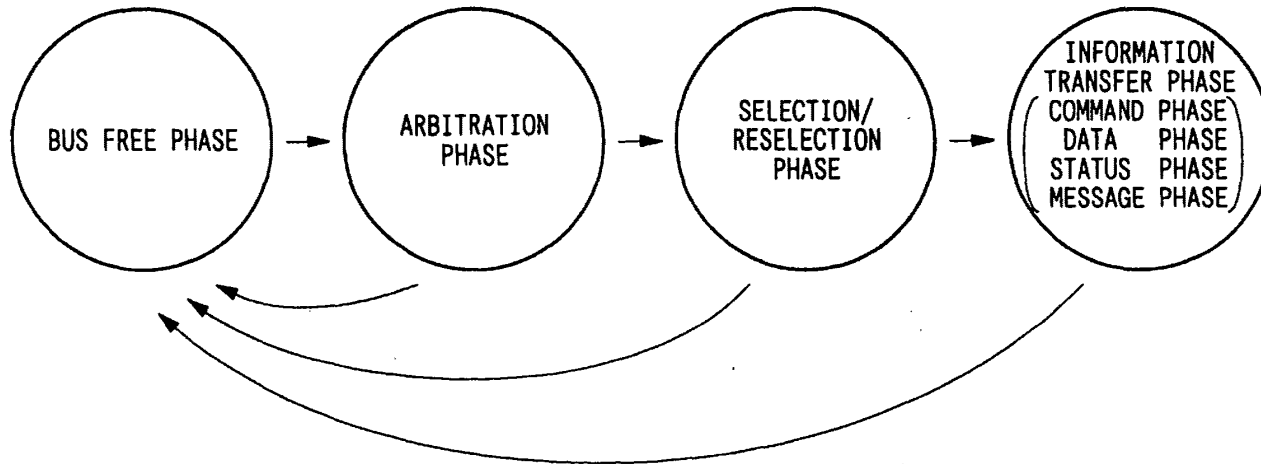 BUS FREE PHASE
ARBITRATION
PHASE
SELECTION/
RESELECTION
PHASE
INFORMATION
TRANSFER PHASE
(COMMAND PHASE
DATA PHASE
STATUS PHASE
MESSAGE PHASE)